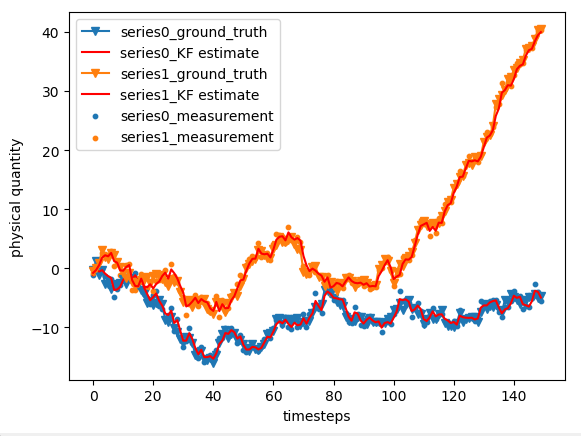 series0_ground_truth
series0_KF estimate
series1_ground_truth
series1_KF estimate
series0_measurement
series1_measurement
40
30
20
10
0
−10
physical quantity
0 20 40 60 80 100 120 140
timesteps